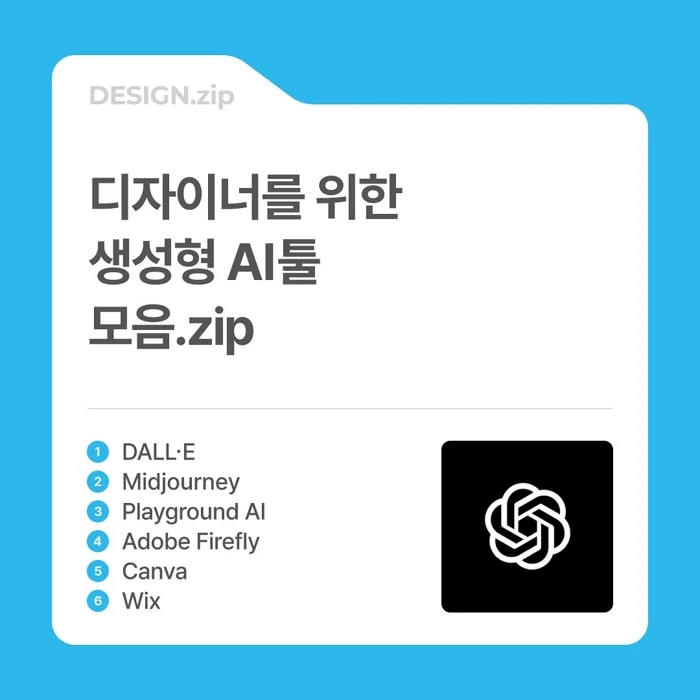 DESIGN.zip
디자이너를 위한
생성형 AI툴
모음.zip
1 DALL·E
2 Midjourney
3 Playground AI
4 Adobe Firefly
5 Canva
6 Wix